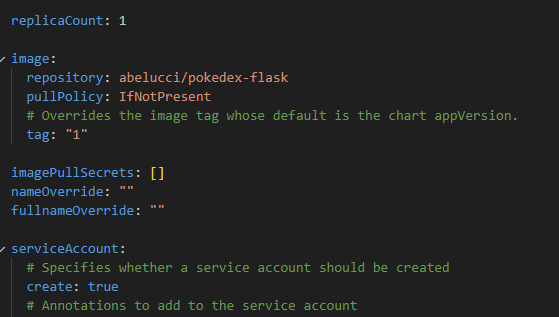 replicaCount: 1
image:
repository: abelucci/pokedex-flask
pullPolicy: IfNotPresent
# Overrides the image tag whose default is the chart appVersion.
tag: "1"
imagePullSecrets: []
nameOverride: ""
fullnameOverride: ""
serviceAccount:
# Specifies whether a service account should be created
create: true
# Annotations to add to the service account